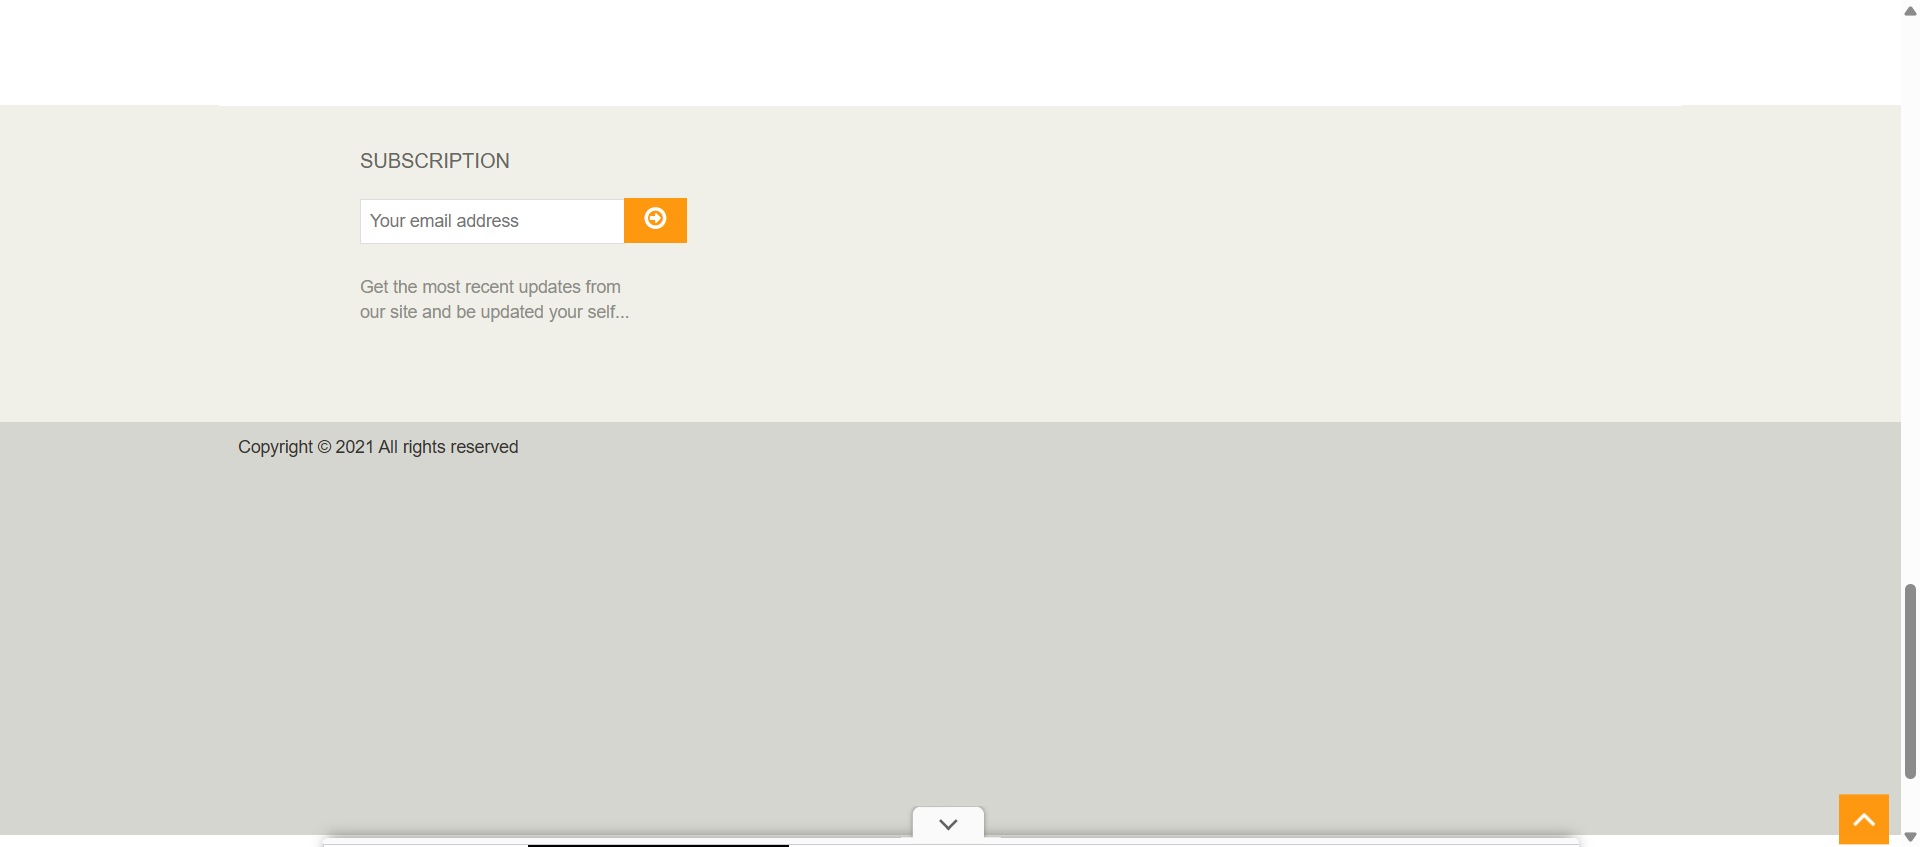 SUBSCRIPTION
Your email address
Get the most recent updates from
our site and be updated your self...
Copyright © 2021 All rights reserved